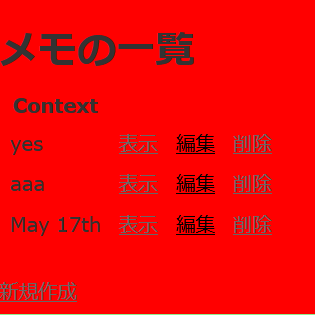 メモの一覧
Context
yes 表示 編集 削除
aaa 表示 編集 削除
May 17th 表示 編集 削除
新規作成